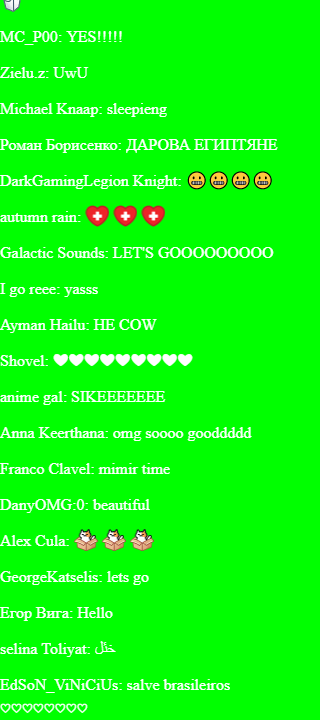 MC_P00: YES!!!!!
Zielu.z: UwU
Michael Knaap: sleepieng
Роман Борисенко: ДАРОВА ЕГИПТЯНЕ
DarkGamingLegion Knight: 😬😬😬😬
autumn rain:
Galactic Sounds: LET'S GOOOOOOOOO
I go reee: yasss
Ayman Hailu: HE COW
Shovel: ♥♥♥♥♥♥♥♥♥
anime gal: SIKEEEEEEE
Anna Keerthana: omg soooo gooddddd
Franco Clavel: mimir time
DanyOMG:0: beautiful
Alex Cula:
GeorgeKatselis: lets go
Егор Вига: Hello
selina Toliyat:
EdSoN_ViNiCiUs: salve brasileiros
♡♡♡♡♡♡♡♡